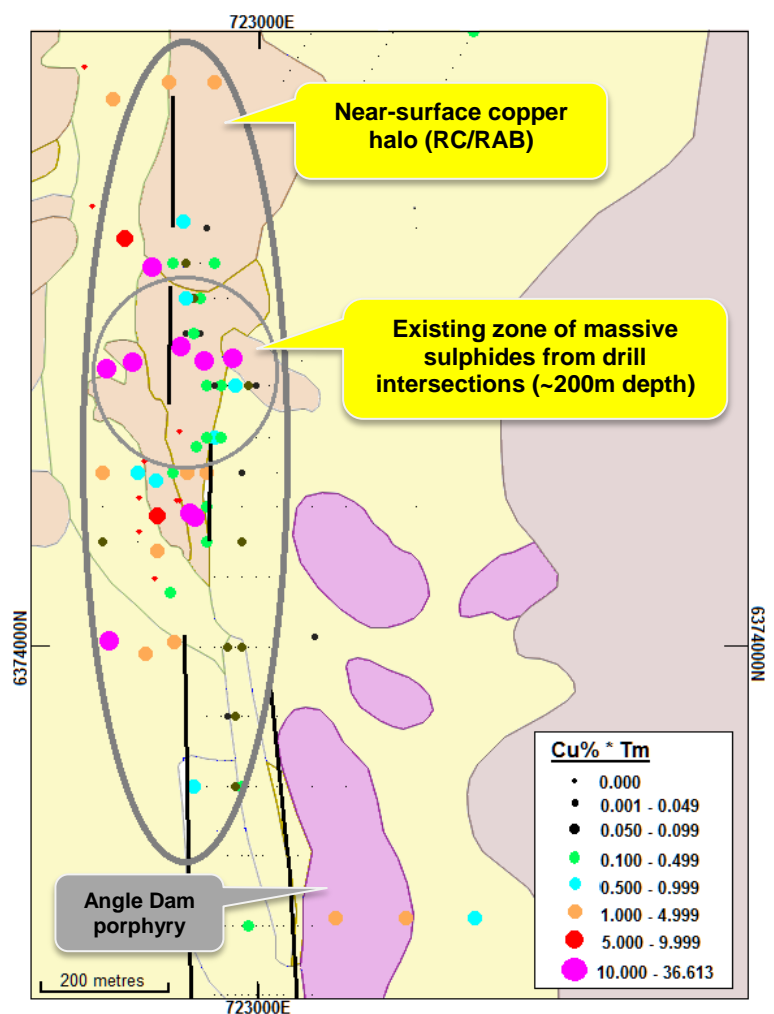 723000E
Near-surface copper
halo (RC/RAB)
Existing zone of massive
sulphides from drill
intersections (~200m depth)
6374000N
6374000N
Cu% * Tm
0.000
0.001 - 0.049
0.050 - 0.099
0.100 - 0.499
0.500 - 0.999
1.000 - 4.999
5.000 - 9.999
10.000 - 36.613
Angle Dam
porphyry
200 metres
723000E